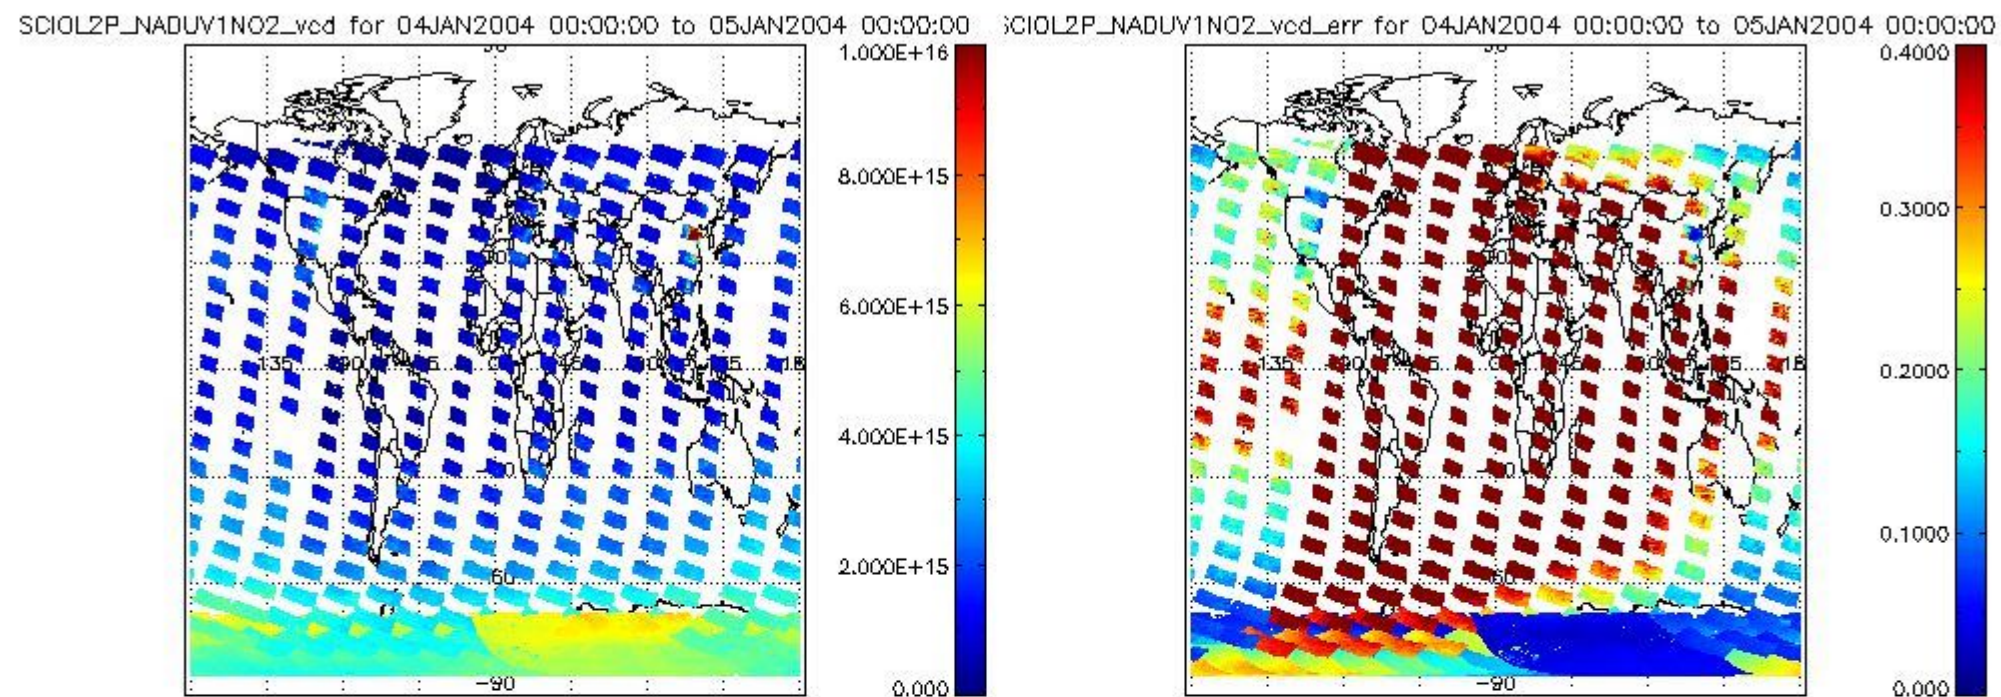 SCIOL2P_NADUV1NO2_vcd for 04JAN2004 00:00:00 to 05JAN2004 00:00:00
1.000E+16
8.000E+15
6.000E+15
4.000E+15
2.000E+15
0.000
60
-90
SCIOL2P_NADUV1NO2_vcd_err for 04JAN2004 00:00:00 to 05JAN2004 00:00:00
0.4000
0.3000
0.2000
0.1000
0.000
-90